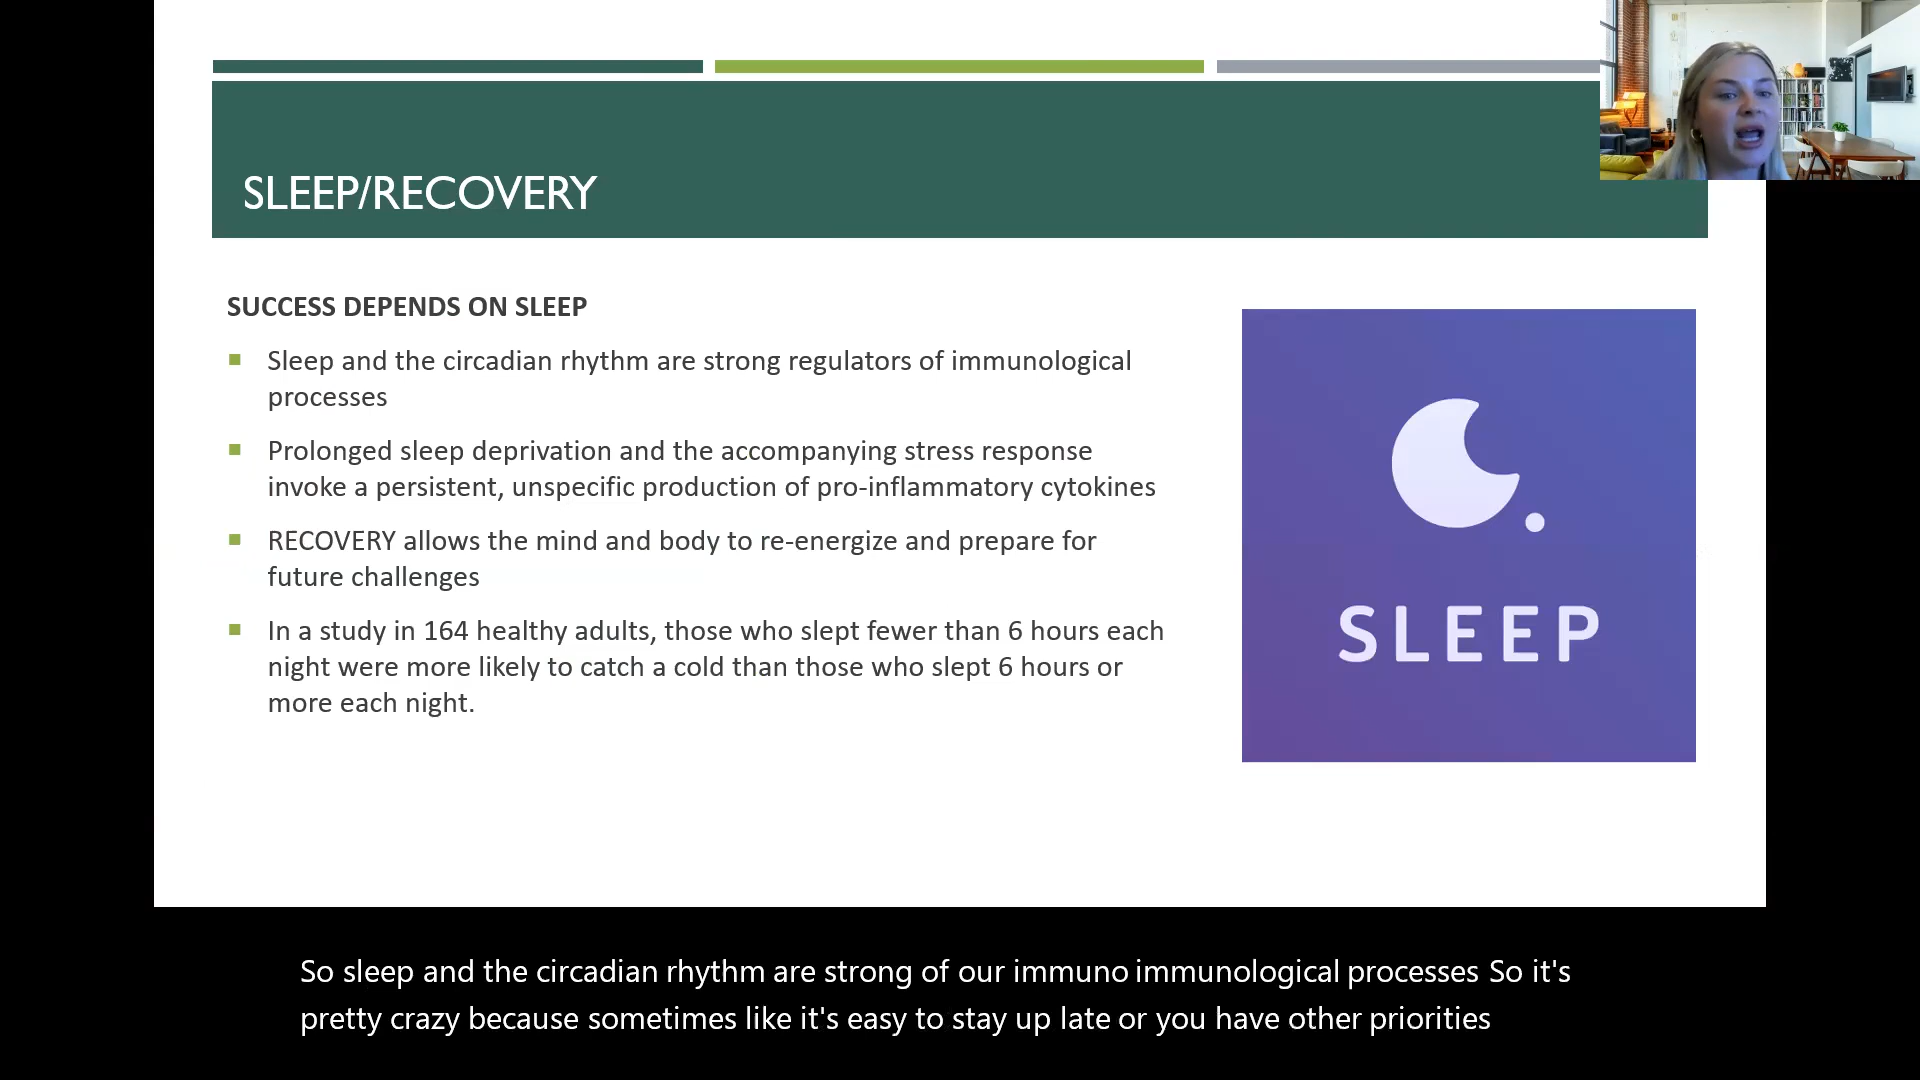 SLEEP/RECOVERY
SUCCESS DEPENDS ON SLEEP
Sleep and the circadian rhythm are strong regulators of immunological
processes
Prolonged sleep deprivation and the accompanying stress response
invoke a persistent, unspecific production of pro-inflammatory cytokines
RECOVERY allows the mind and body to re-energize and prepare for
future challenges
In a study in 164 healthy adults, those who slept fewer than 6 hours each
night were more likely to catch a cold than those who slept 6 hours or
more each night.
SLEEP
So sleep and the circadian rhythm are strong of our immuno immunological processes So it's
pretty crazy because sometimes like it's easy to stay up late or you have other priorities